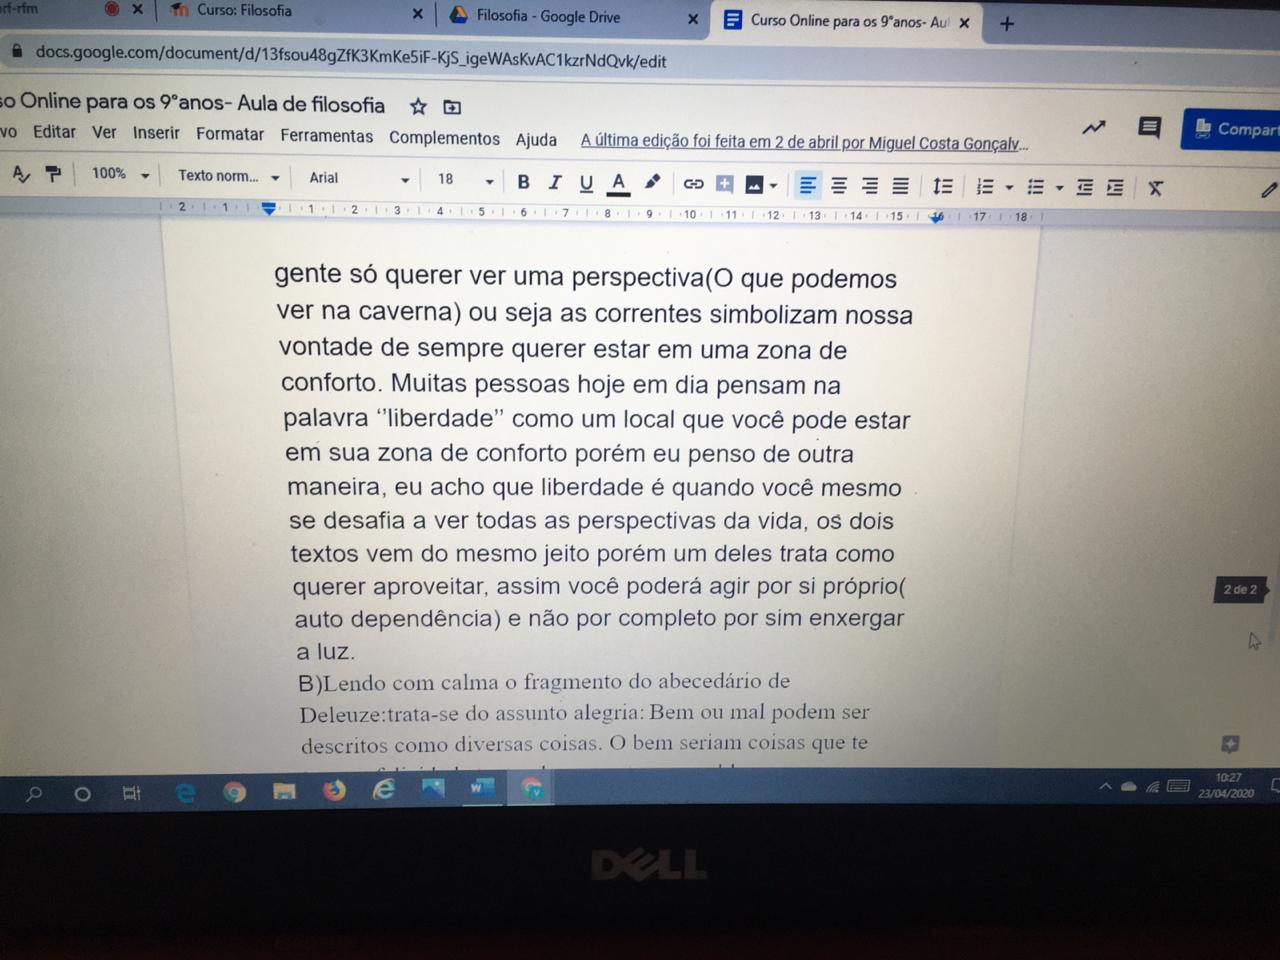 rf-rfm
Curso: Filosofia
Filosofia - Google Drive
Curso Online para os 9°anos- Au
docs.google.com/document/d/13fsou48gZfK3KmKe5iF-KjS_igeWAsKvAC1kzrNdQvk/edit
so Online para os 9°anos- Aula de filosofia
vo Editar Ver Inserir Formatar Ferramentas Complementos Ajuda A última edição foi feita em 2 de abril por Miguel Costa Gonçalv...
Compart
100% Texto norm... Arial 18 B I U A
2 1 1 2 3 4 5 6 7 8 9 10 11 12 13 14 15 16 17 18
gente só querer ver uma perspectiva(O que podemos
ver na caverna) ou seja as correntes simbolizam nossa
vontade de sempre querer estar em uma zona de
conforto. Muitas pessoas hoje em dia pensam na
palavra ‘’liberdade’’ como um local que você pode estar
em sua zona de conforto porém eu penso de outra
maneira, eu acho que liberdade é quando você mesmo
se desafia a ver todas as perspectivas da vida, os dois
textos vem do mesmo jeito porém um deles trata como
querer aproveitar, assim você poderá agir por si próprio(
auto dependência) e não por completo por sim enxergar
a luz.
B)Lendo com calma o fragmento do abecedário de
Deleuze:trata-se do assunto alegria: Bem ou mal podem ser
descritos como diversas coisas. O bem seriam coisas que te
2 de 2
10:27
23/04/2020
DELL